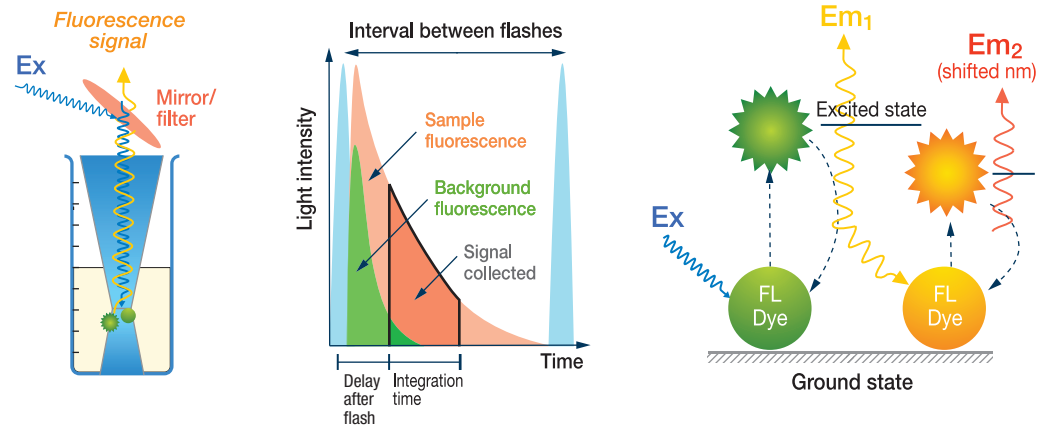 Fluorescence
signal
Ex
Mirror/
filter
Interval between flashes
Light intensity
Sample
fluorescence
Background
fluorescence
Signal
collected
Time
Delay
after
flash
Integration
time
Em₁
Em₂
(shifted nm)
Excited state
Ex
FL
Dye
FL
Dye
Ground state